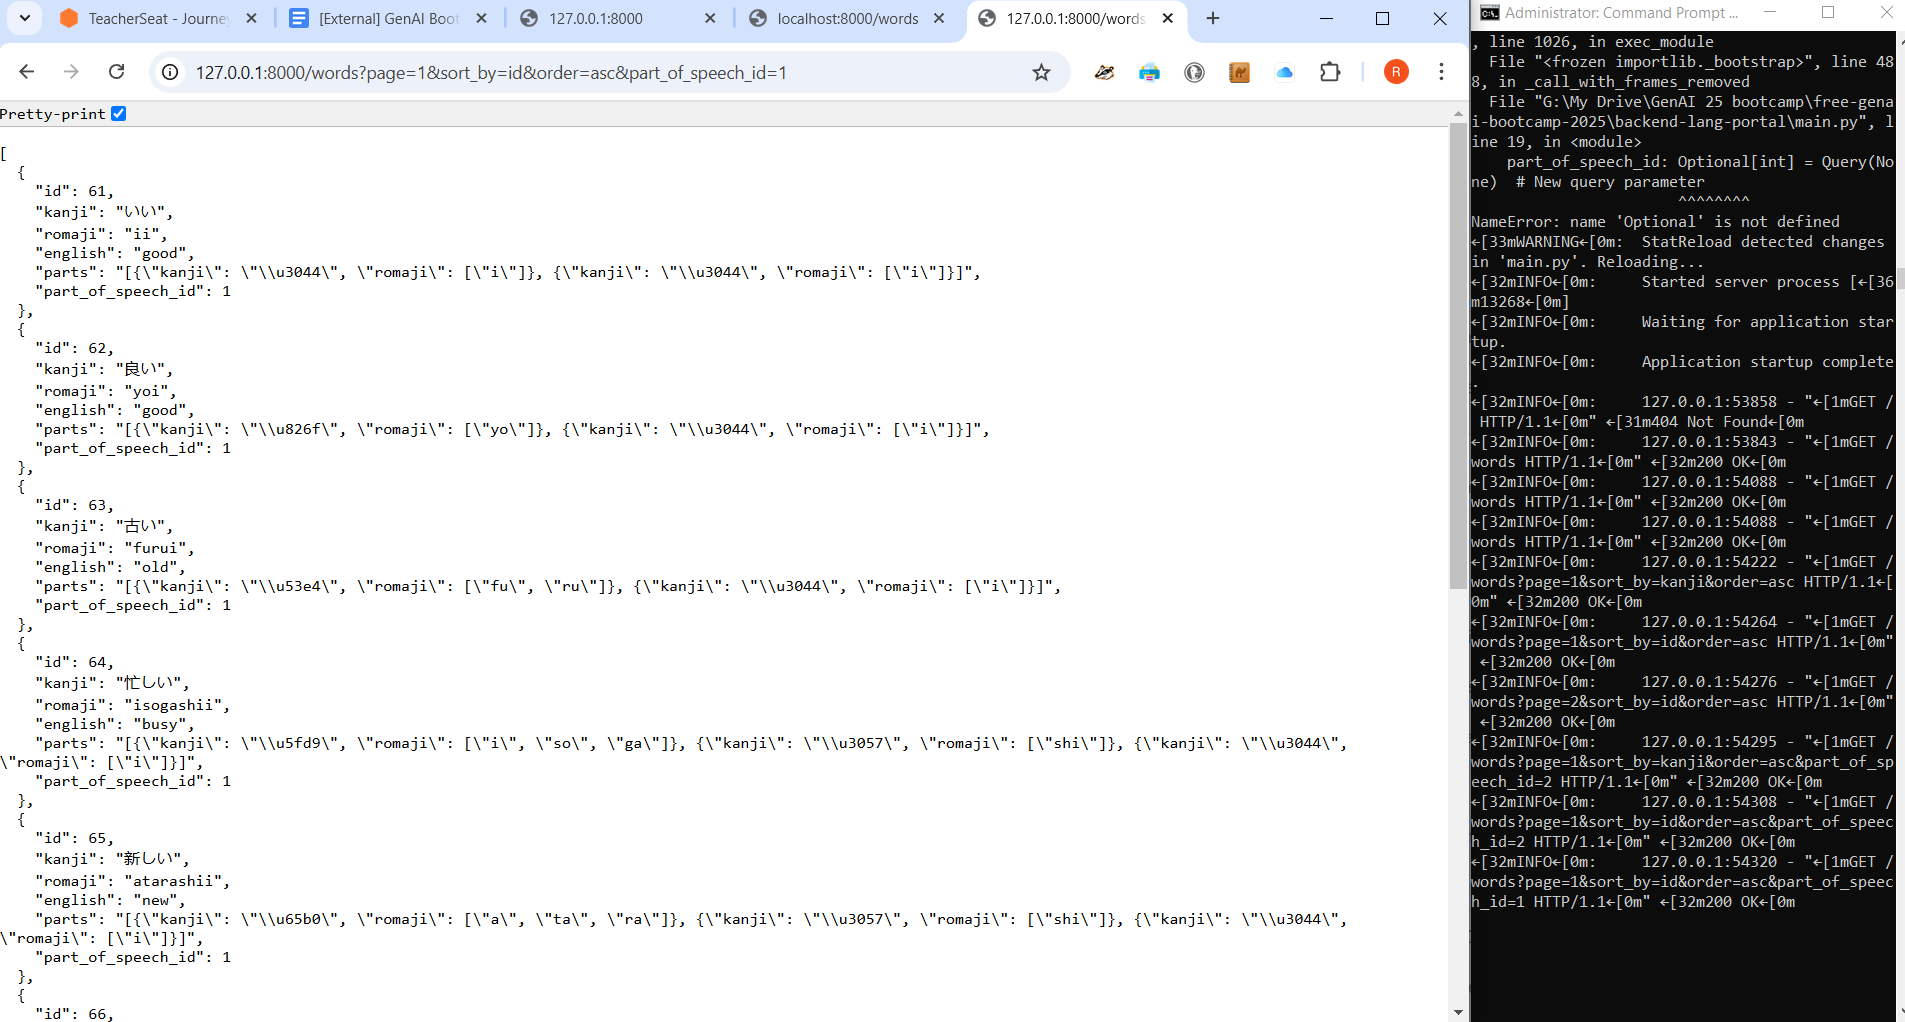 TeacherSeat - Journey
[External] GenAI Boot
127.0.0.1:8000
localhost:8000/words
127.0.0.1:8000/words
127.0.0.1:8000/words?page=1&sort_by=id&order=asc&part_of_speech_id=1
R
Pretty-print
[
  {
    "id": 61,
    "kanji": "いい",
    "romaji": "ii",
    "english": "good",
    "parts": "[{\"kanji\": \"\\u3044\", \"romaji\": [\"i\"]}, {\"kanji\": \"\\u3044\", \"romaji\": [\"i\"]}]",
    "part_of_speech_id": 1
  },
  {
    "id": 62,
    "kanji": "良い",
    "romaji": "yoi",
    "english": "good",
    "parts": "[{\"kanji\": \"\\u826f\", \"romaji\": [\"yo\"]}, {\"kanji\": \"\\u3044\", \"romaji\": [\"i\"]}]",
    "part_of_speech_id": 1
  },
  {
    "id": 63,
    "kanji": "古い",
    "romaji": "furui",
    "english": "old",
    "parts": "[{\"kanji\": \"\\u53e4\", \"romaji\": [\"fu\", \"ru\"]}, {\"kanji\": \"\\u3044\", \"romaji\": [\"i\"]}]",
    "part_of_speech_id": 1
  },
  {
    "id": 64,
    "kanji": "忙しい",
    "romaji": "isogashii",
    "english": "busy",
    "parts": "[{\"kanji\": \"\\u5fd9\", \"romaji\": [\"i\", \"so\", \"ga\"]}, {\"kanji\": \"\\u3057\", \"romaji\": [\"shi\"]}, {\"kanji\": \"\\u3044\",
\"romaji\": [\"i\"]}]",
    "part_of_speech_id": 1
  },
  {
    "id": 65,
    "kanji": "新しい",
    "romaji": "atarashii",
    "english": "new",
    "parts": "[{\"kanji\": \"\\u65b0\", \"romaji\": [\"a\", \"ta\", \"ra\"]}, {\"kanji\": \"\\u3057\", \"romaji\": [\"shi\"]}, {\"kanji\": \"\\u3044\",
\"romaji\": [\"i\"]}]",
    "part_of_speech_id": 1
  },
  {
    "id": 66,
Administrator: Command Prompt ...
, line 1026, in exec_module
  File "<frozen importlib._bootstrap>", line 48
8, in _call_with_frames_removed
  File "G:\My Drive\GenAI 25 bootcamp\free-gena
i-bootcamp-2025\backend-lang-portal\main.py", l
ine 19, in <module>
    part_of_speech_id: Optional[int] = Query(No
ne)  # New query parameter
                       ^^^^^^^^
NameError: name 'Optional' is not defined
←[33mWARNING←[0m:  StatReload detected changes
in 'main.py'. Reloading...
←[32mINFO←[0m:     Started server process [←[36
m13268←[0m]
←[32mINFO←[0m:     Waiting for application star
tup.
←[32mINFO←[0m:     Application startup complete
.
←[32mINFO←[0m:     127.0.0.1:53858 - "←[1mGET /
 HTTP/1.1←[0m" ←[31m404 Not Found←[0m
←[32mINFO←[0m:     127.0.0.1:53843 - "←[1mGET /
words HTTP/1.1←[0m" ←[32m200 OK←[0m
←[32mINFO←[0m:     127.0.0.1:54088 - "←[1mGET /
words HTTP/1.1←[0m" ←[32m200 OK←[0m
←[32mINFO←[0m:     127.0.0.1:54088 - "←[1mGET /
words HTTP/1.1←[0m" ←[32m200 OK←[0m
←[32mINFO←[0m:     127.0.0.1:54222 - "←[1mGET /
words?page=1&sort_by=kanji&order=asc HTTP/1.1←[
0m" ←[32m200 OK←[0m
←[32mINFO←[0m:     127.0.0.1:54264 - "←[1mGET /
words?page=1&sort_by=id&order=asc HTTP/1.1←[0m"
 ←[32m200 OK←[0m
←[32mINFO←[0m:     127.0.0.1:54276 - "←[1mGET /
words?page=2&sort_by=id&order=asc HTTP/1.1←[0m"
 ←[32m200 OK←[0m
←[32mINFO←[0m:     127.0.0.1:54295 - "←[1mGET /
words?page=1&sort_by=kanji&order=asc&part_of_sp
eech_id=2 HTTP/1.1←[0m" ←[32m200 OK←[0m
←[32mINFO←[0m:     127.0.0.1:54308 - "←[1mGET /
words?page=1&sort_by=id&order=asc&part_of_speec
h_id=2 HTTP/1.1←[0m" ←[32m200 OK←[0m
←[32mINFO←[0m:     127.0.0.1:54320 - "←[1mGET /
words?page=1&sort_by=id&order=asc&part_of_speec
h_id=1 HTTP/1.1←[0m" ←[32m200 OK←[0m